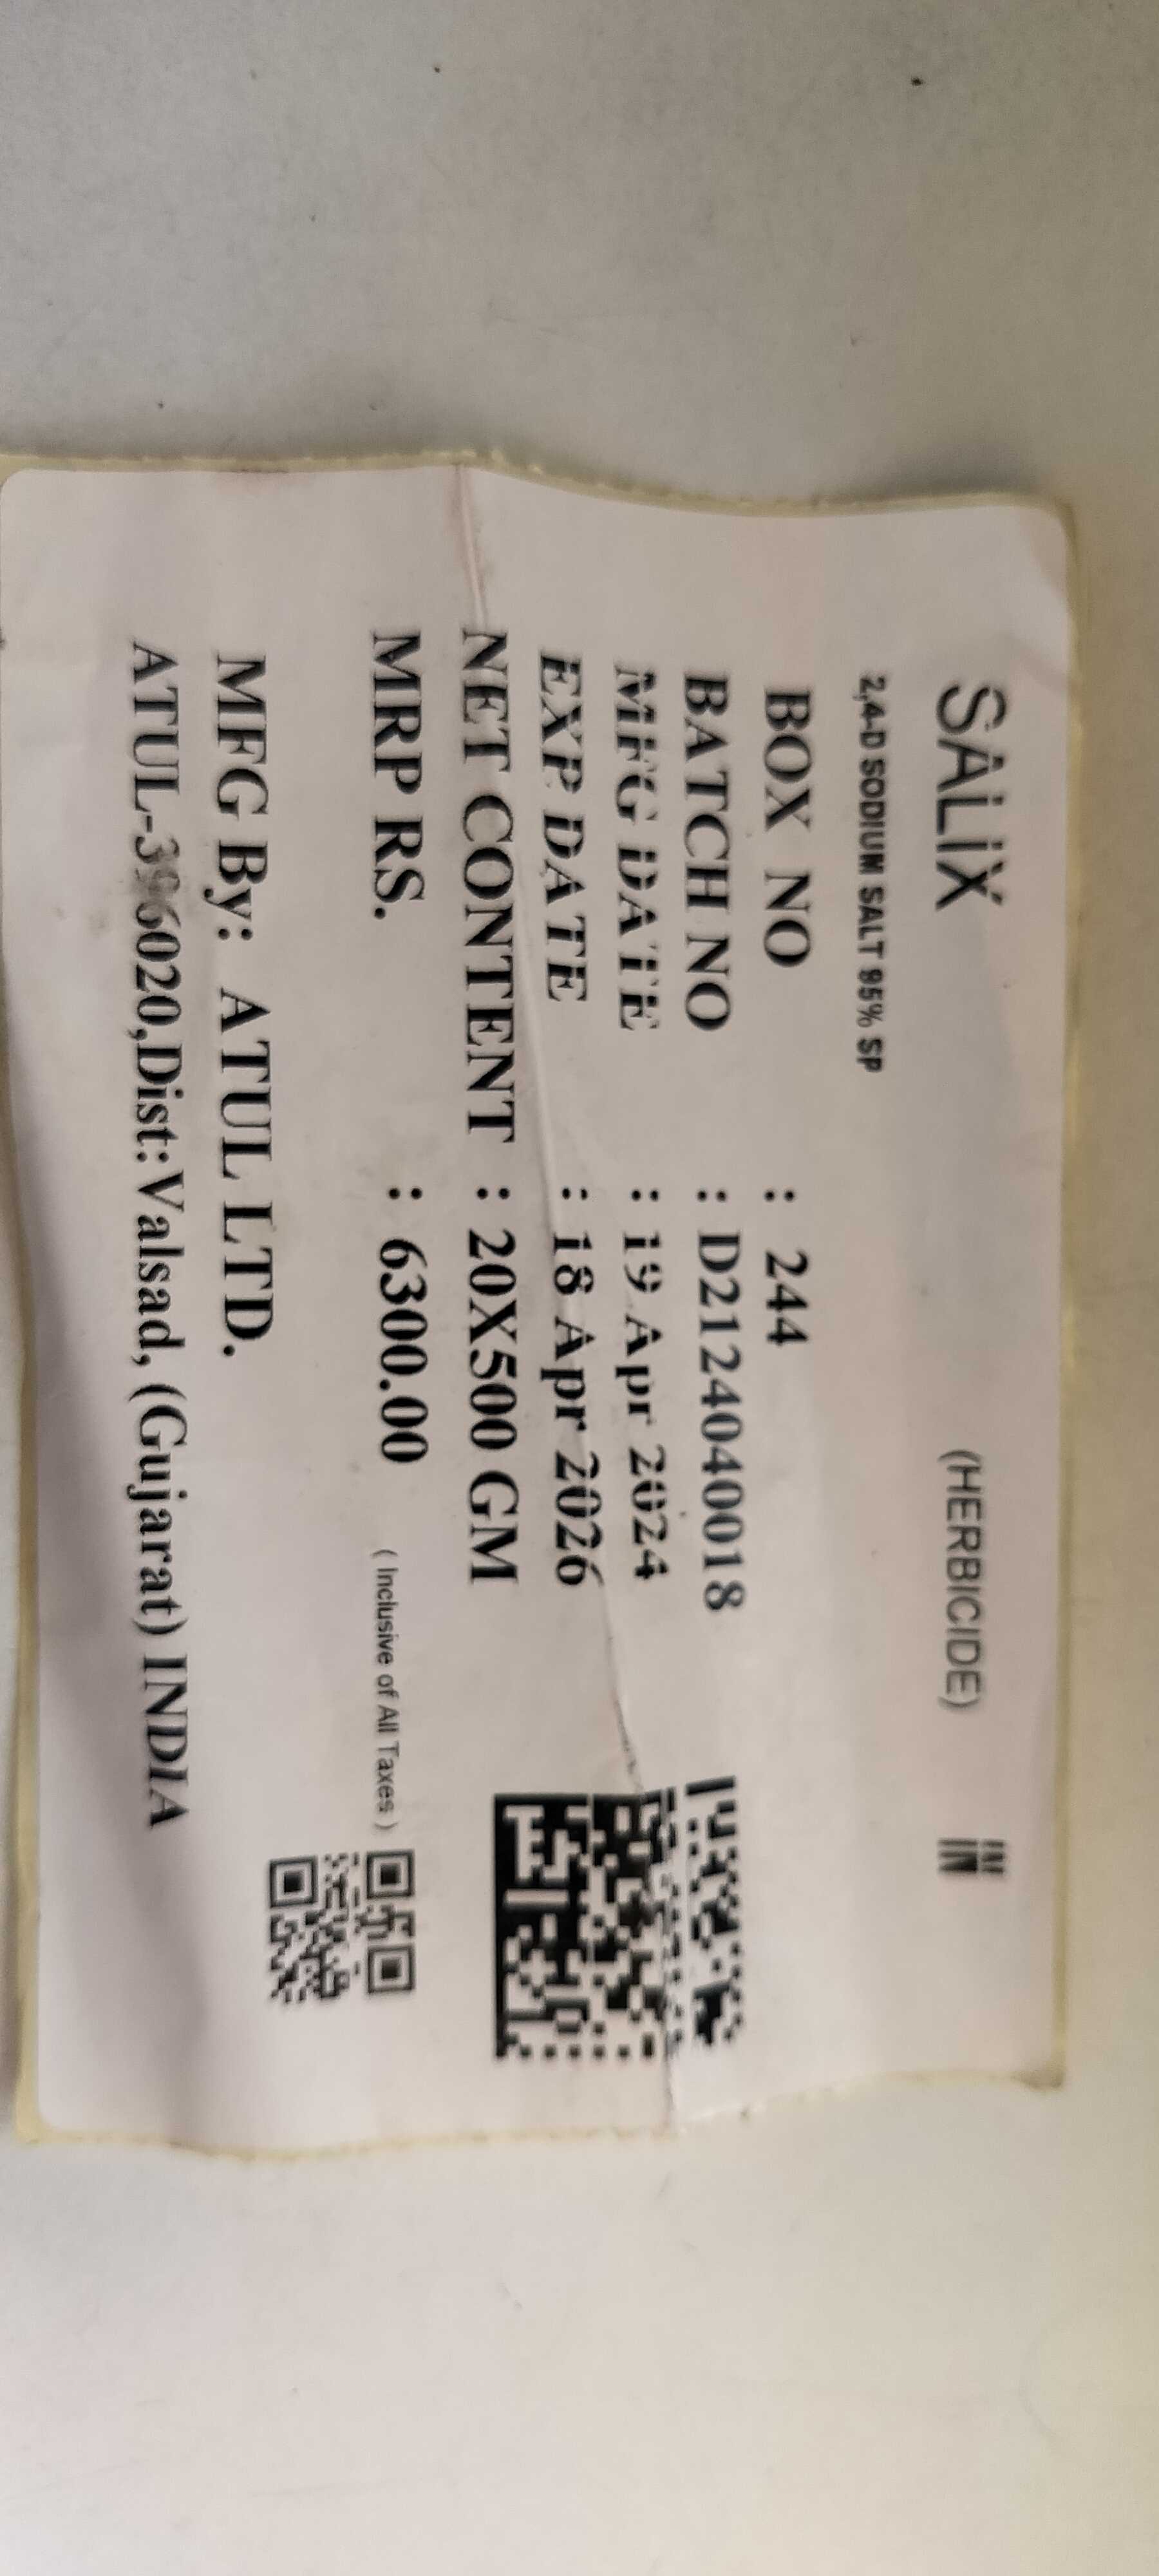 SALIX (HERBICIDE) IN
2,4-D SODIUM SALT 95% SP
BOX NO : 244
BATCH NO : D2124040018
MFG DATE : 19 Apr 2024
EXP DATE : 18 Apr 2026
NET CONTENT : 20X500 GM
MRP RS. : 6300.00 ( Inclusive of All Taxes )
MFG By: ATUL LTD.
ATUL-396020,Dist:Valsad, (Gujarat) INDIA